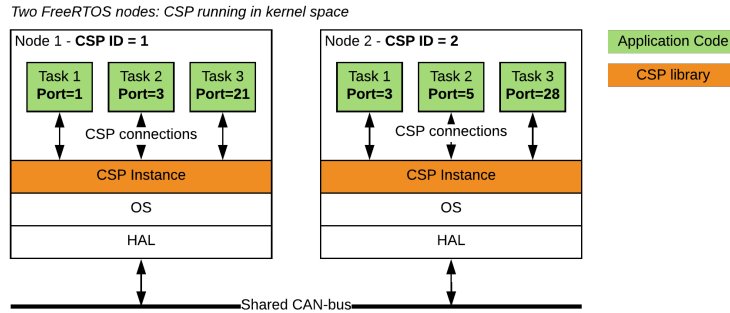 Two FreeRTOS nodes: CSP running in kernel space
Node 1 - CSP ID = 1
Task 1
Port=1
Task 2
Port=3
Task 3
Port=21
CSP connections
CSP Instance
OS
HAL
Node 2 - CSP ID = 2
Task 1
Port=3
Task 2
Port=5
Task 3
Port=28
CSP connections
CSP Instance
OS
HAL
Shared CAN-bus
Application Code
CSP library